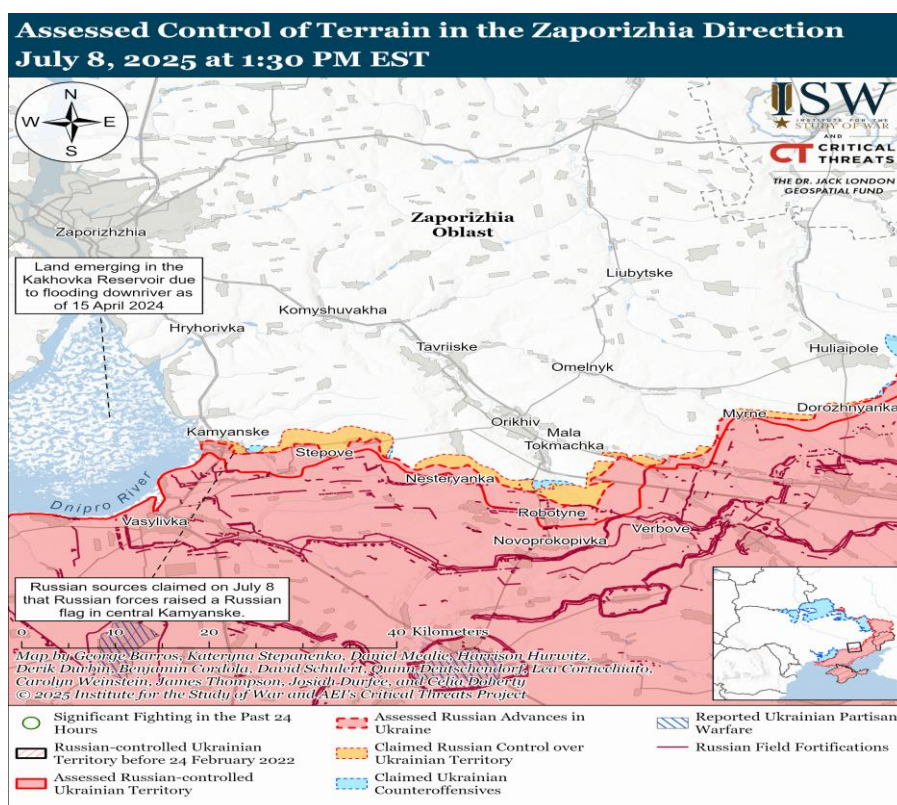 Assessed Control of Terrain in the Zaporizhia Direction
July 8, 2025 at 1:30 PM EST
N
W E
S
ISW
INSTITUTE FOR THE
STUDY OF WAR
AND
CT CRITICAL
THREATS
THE DR. JACK LONDON
GEOSPATIAL FUND
Zaporizhia
Oblast
Zaporizhzhia
Land emerging in the
Kakhovka Reservoir due
to flooding downriver as
of 15 April 2024
Liubytske
Komyshuvakha
Hryhorivka
Tavriiske
Huliaipole
Omelnyk
Myrne
Dorozhnyanka
Orikhiv
Kamyanske
Mala
Tokmachka
Stepove
Nesteryanka
Dnipro River
Robotyne
Vasylivka
Verbove
Novoprokopivka
Russian sources claimed on July 8
that Russian forces raised a Russian
flag in central Kamyanske.
0 10 20 40 Kilometers
Map by George Barros, Kateryna Stepanenko, Daniel Mealie, Harrison Hurwitz,
Derik Durbin, Benjamin Cordola, David Schulert, Quinn Deutschendorf, Lea Corticchiato,
Carolyn Weinstein, James Thompson, Josiah Durfee, and Celia Doherty
© 2025 Institute for the Study of War and AEI's Critical Threats Project
Significant Fighting in the Past 24
Hours
Russian-controlled Ukrainian
Territory before 24 February 2022
Assessed Russian-controlled
Ukrainian Territory
Assessed Russian Advances in
Ukraine
Claimed Russian Control over
Ukrainian Territory
Claimed Ukrainian
Counteroffensives
Reported Ukrainian Partisan
Warfare
Russian Field Fortifications